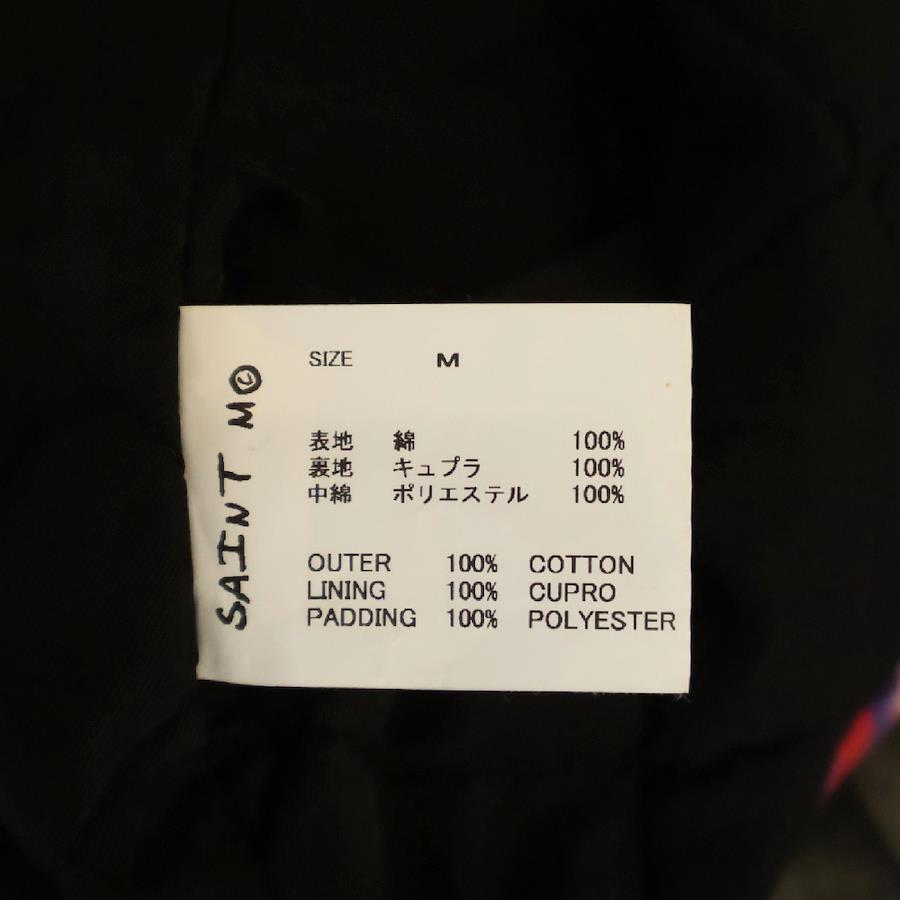 SAINT M©
SIZE M
表地 綿 100%
裏地 キュプラ 100%
中綿 ポリエステル 100%
OUTER 100% COTTON
LINING 100% CUPRO
PADDING 100% POLYESTER